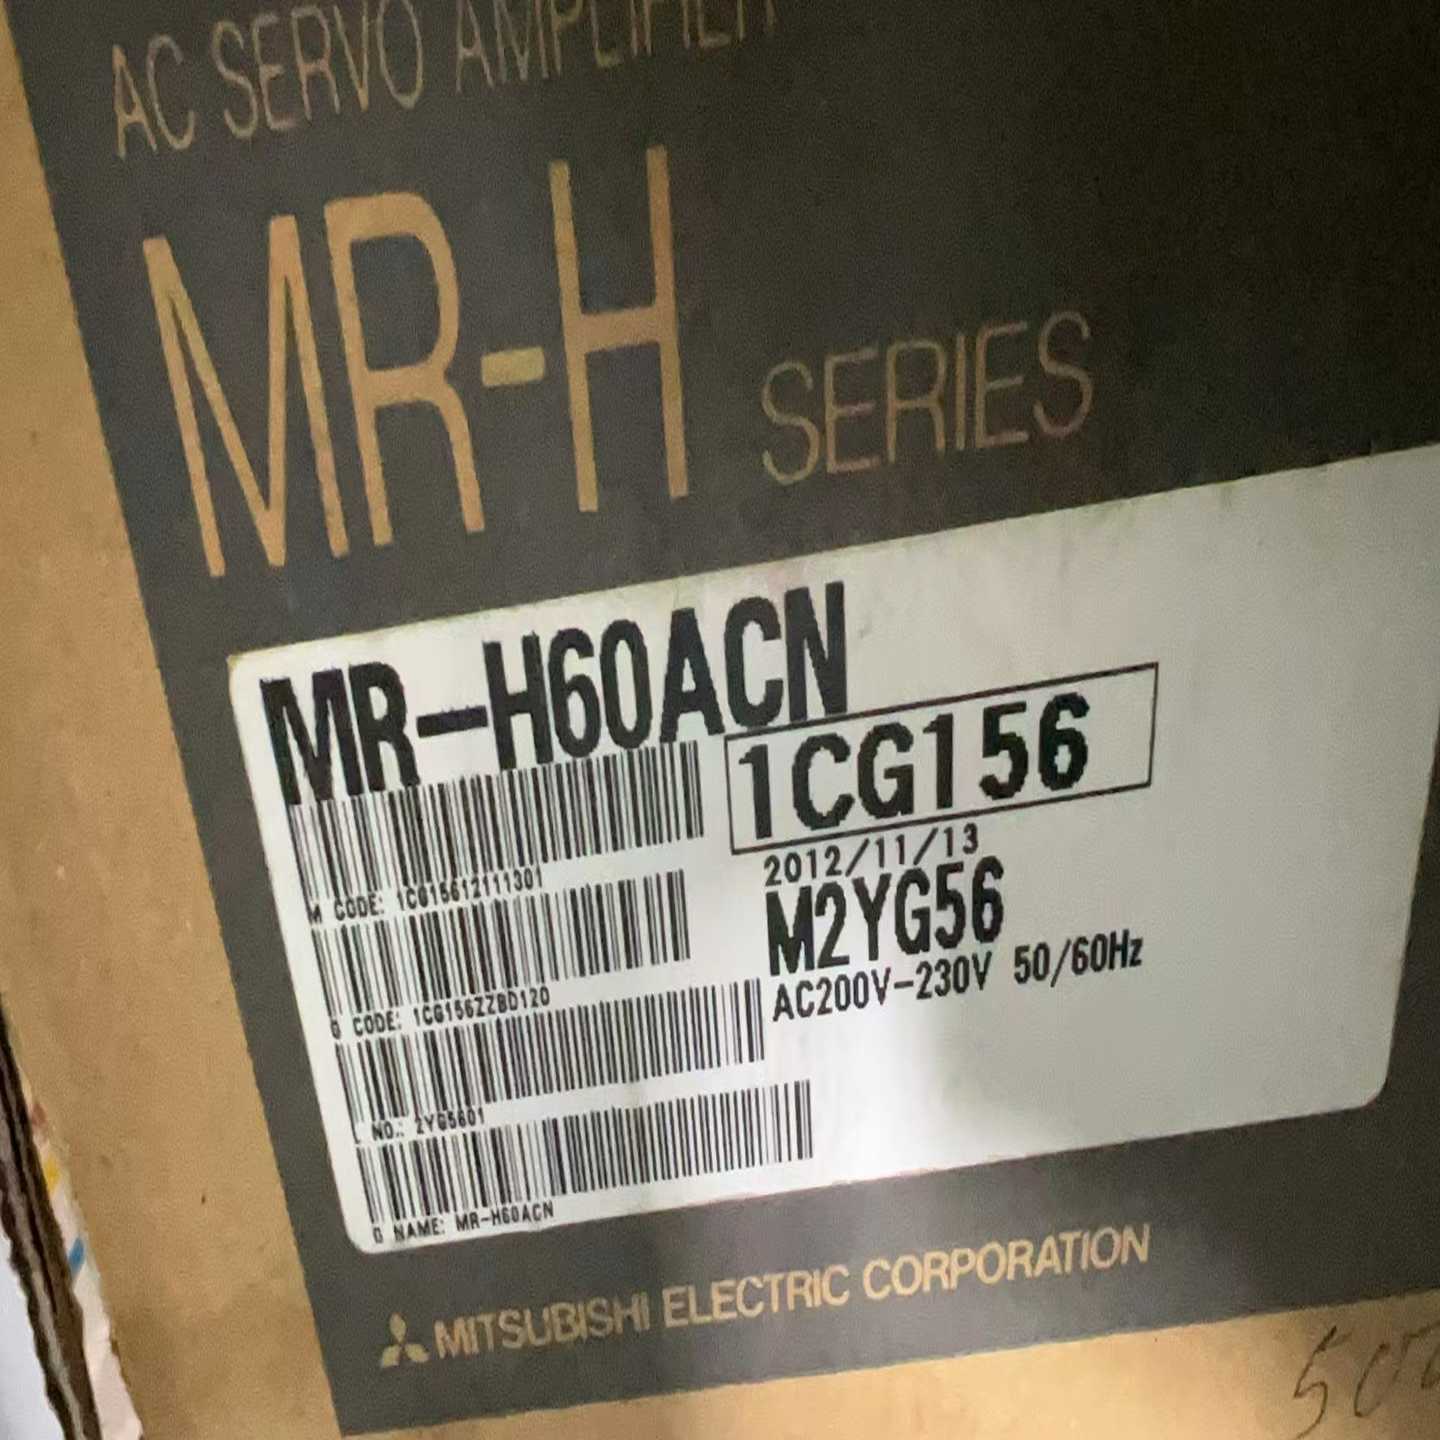 AC SERVO AMPLIFIER
MR-H SERIES
MR-H60ACN
1CG156
2012/11/13
M CODE: 1CG15612111301
M2YG56
AC200V-230V 50/60Hz
G CODE: 1CG156ZZBD120
L NO.: 2YG5601
G NAME: MR-H60ACN
MITSUBISHI ELECTRIC CORPORATION